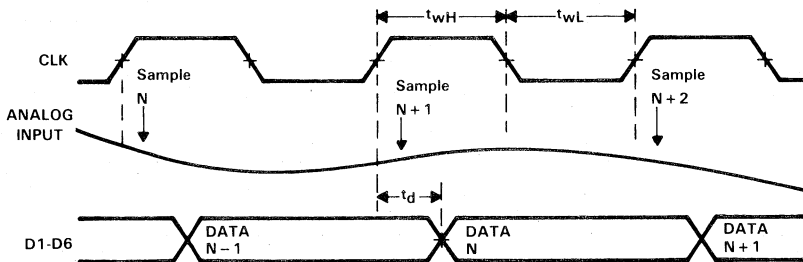 twH
twL
CLK
Sample
N
Sample
N + 1
Sample
N + 2
ANALOG
INPUT
td
D1-D6
DATA
N − 1
DATA
N
DATA
N + 1